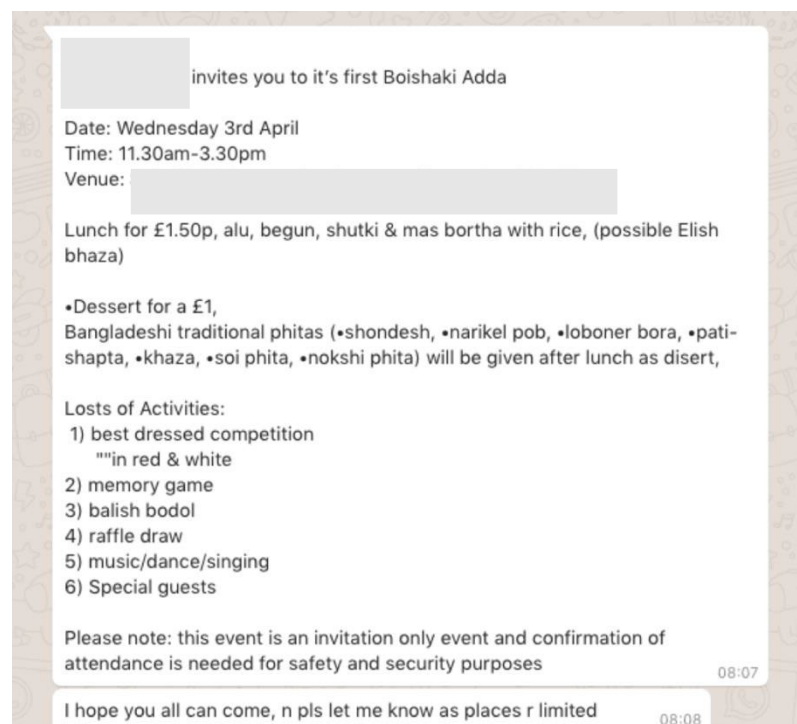 invites you to it’s first Boishaki Adda
Date: Wednesday 3rd April
Time: 11.30am-3.30pm
Venue:
Lunch for £1.50p, alu, begun, shutki & mas bortha with rice, (possible Elish
bhaza)
•Dessert for a £1,
Bangladeshi traditional phitas (•shondesh, •narikel pob, •loboner bora, •pati-
shapta, •khaza, •soi phita, •nokshi phita) will be given after lunch as disert,
Losts of Activities:
1) best dressed competition
""in red & white
2) memory game
3) balish bodol
4) raffle draw
5) music/dance/singing
6) Special guests
Please note: this event is an invitation only event and confirmation of
attendance is needed for safety and security purposes
08:07
I hope you all can come, n pls let me know as places r limited
08:08